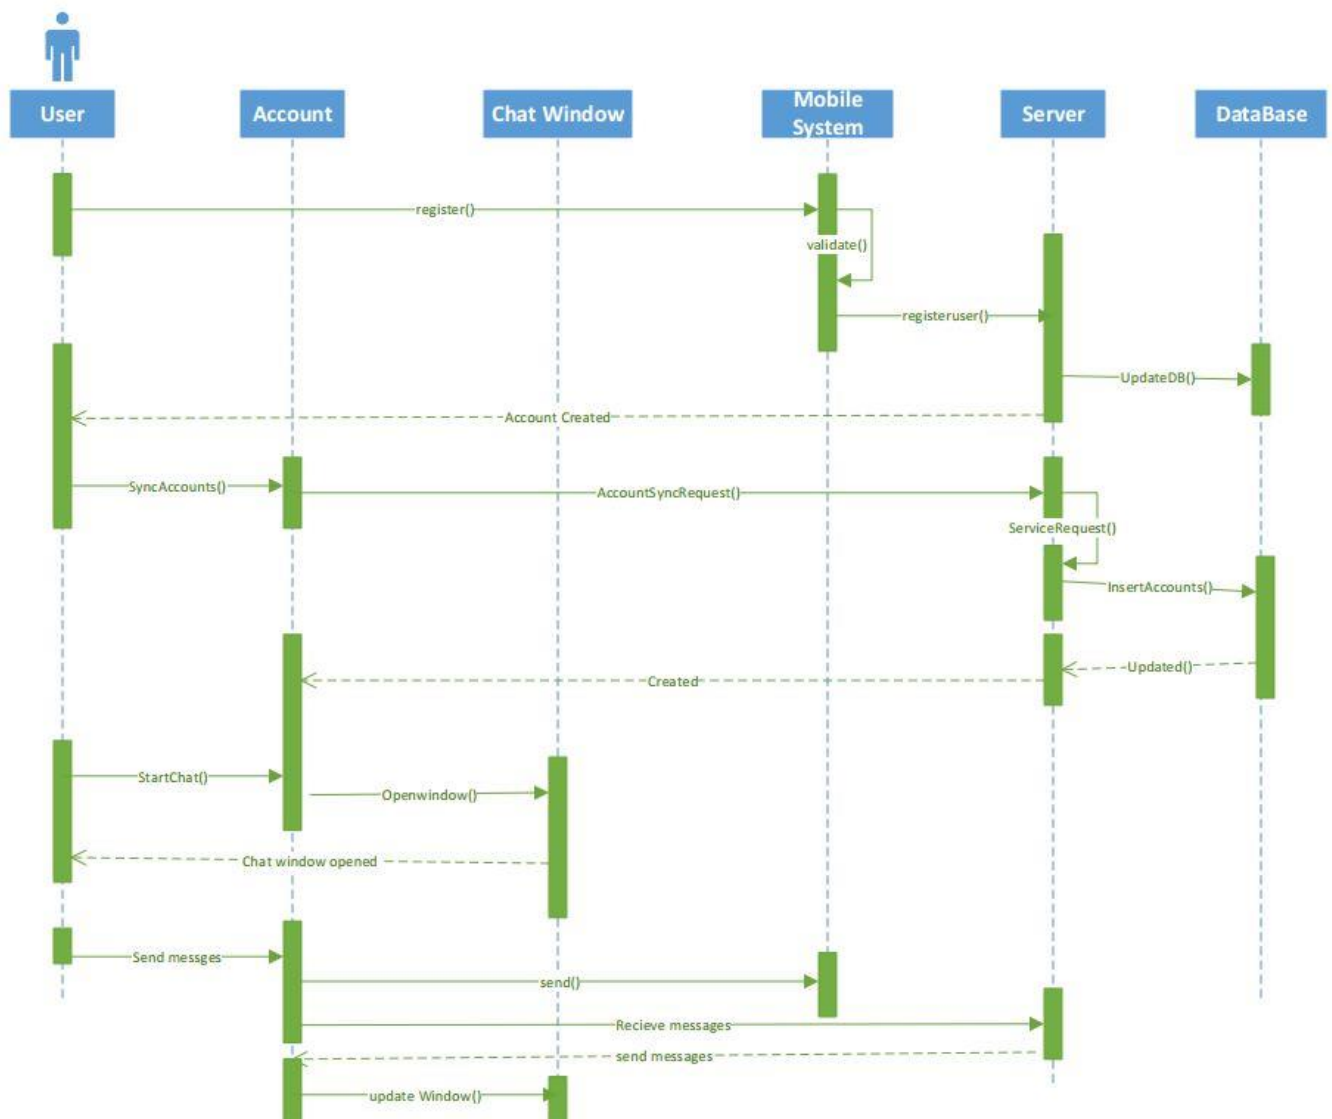 User
Account
Chat Window
Mobile
System
Server
DataBase
register()
validate()
registeruser()
UpdateDB()
Account Created
SyncAccounts()
AccountSyncRequest()
ServiceRequest()
InsertAccounts()
Updated()
Created
StartChat()
Openwindow()
Chat window opened
Send messges
send()
Recieve messages
send messages
update Window()